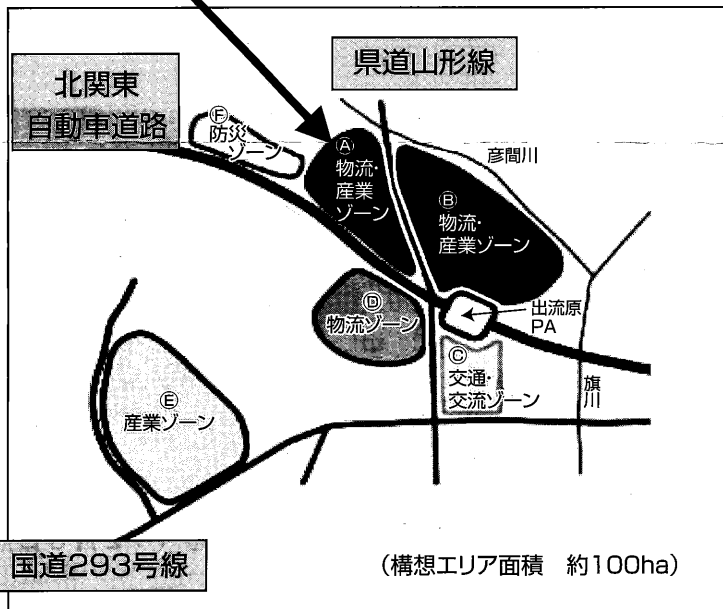 県道山形線
北関東
自動車道路
Ⓕ
防災
ゾーン
Ⓐ
物流・
産業
ゾーン
彦間川
Ⓑ
物流・
産業ゾーン
Ⓓ
物流ゾーン
出流原
PA
Ⓒ
交通・
交流ゾーン
旗川
Ⓔ
産業ゾーン
国道293号線
（構想エリア面積　約100ha）